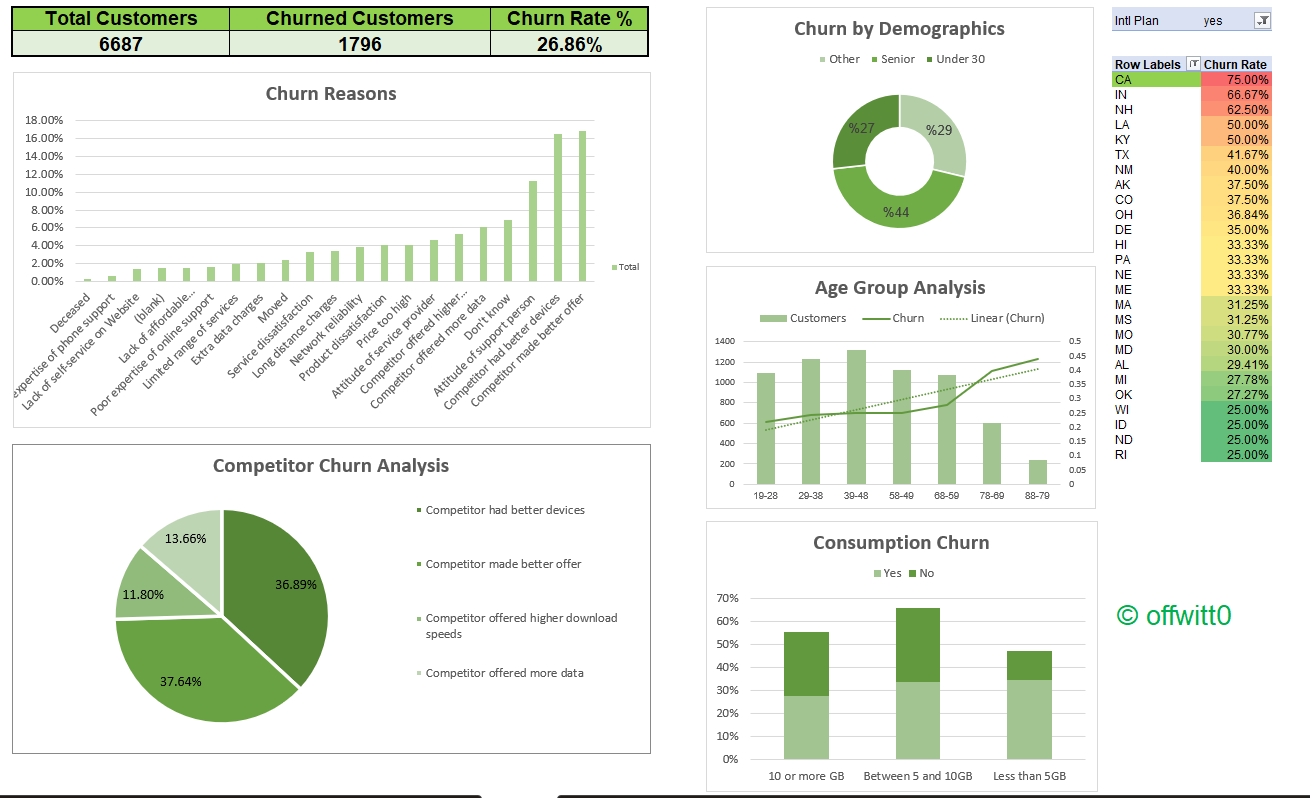 Total Customers Churned Customers Churn Rate %
6687 1796 26.86%
Churn Reasons
18.00%
16.00%
14.00%
12.00%
10.00%
8.00%
6.00%
4.00%
2.00%
0.00%
Deceased
expertise of phone support
Lack of self-service on Website
(blank)
Lack of affordable...
Poor expertise of online support
Limited range of services
Extra data charges
Moved
Service dissatisfaction
Long distance charges
Network reliability
Product dissatisfaction
Price too high
Attitude of service provider
Competitor offered higher...
Competitor offered more data
Don't know
Attitude of support person
Competitor had better devices
Competitor made better offer
Total
Competitor Churn Analysis
13.66%
36.89%
11.80%
37.64%
Competitor had better devices
Competitor made better offer
Competitor offered higher download
speeds
Competitor offered more data
Churn by Demographics
Other Senior Under 30
%27 %29
%44
Age Group Analysis
Customers Churn Linear (Churn)
1400
1200
1000
800
600
400
200
0
0.5
0.45
0.4
0.35
0.3
0.25
0.2
0.15
0.1
0.05
0
19-28 29-38 39-48 58-49 68-59 78-69 88-79
Consumption Churn
Yes No
70%
60%
50%
40%
30%
20%
10%
0%
10 or more GB Between 5 and 10GB Less than 5GB
Intl Plan yes
Row Labels Churn Rate
CA 75.00%
IN 66.67%
NH 62.50%
LA 50.00%
KY 50.00%
TX 41.67%
NM 40.00%
AK 37.50%
CO 37.50%
OH 36.84%
DE 35.00%
HI 33.33%
PA 33.33%
NE 33.33%
ME 33.33%
MA 31.25%
MS 31.25%
MO 30.77%
MD 30.00%
AL 29.41%
MI 27.78%
OK 27.27%
WI 25.00%
ID 25.00%
ND 25.00%
RI 25.00%
© offwitt0